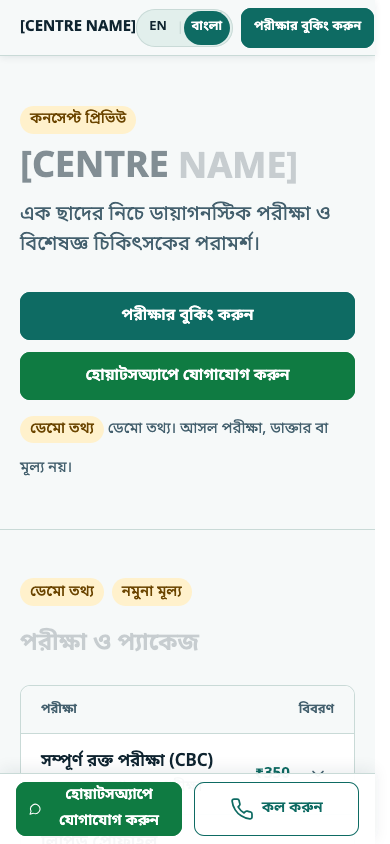 [CENTRE NAME] EN বাংলা পরীক্ষার বুকিং করুন
কনসেপ্ট প্রিভিউ
[CENTRE NAME]
এক ছাদের নিচে ডায়াগনস্টিক পরীক্ষা ও
বিশেষজ্ঞ চিকিৎসকের পরামর্শ।
পরীক্ষার বুকিং করুন
হোয়াটসঅ্যাপে যোগাযোগ করুন
ডেমো তথ্য ডেমো তথ্য। আসল পরীক্ষা, ডাক্তার বা
মূল্য নয়।
ডেমো তথ্য নমুনা মূল্য
পরীক্ষা ও প্যাকেজ
পরীক্ষা বিবরণ
সম্পূর্ণ রক্ত পরীক্ষা (CBC)
₹350
হোয়াটসঅ্যাপে
যোগাযোগ করুন
কল করুন